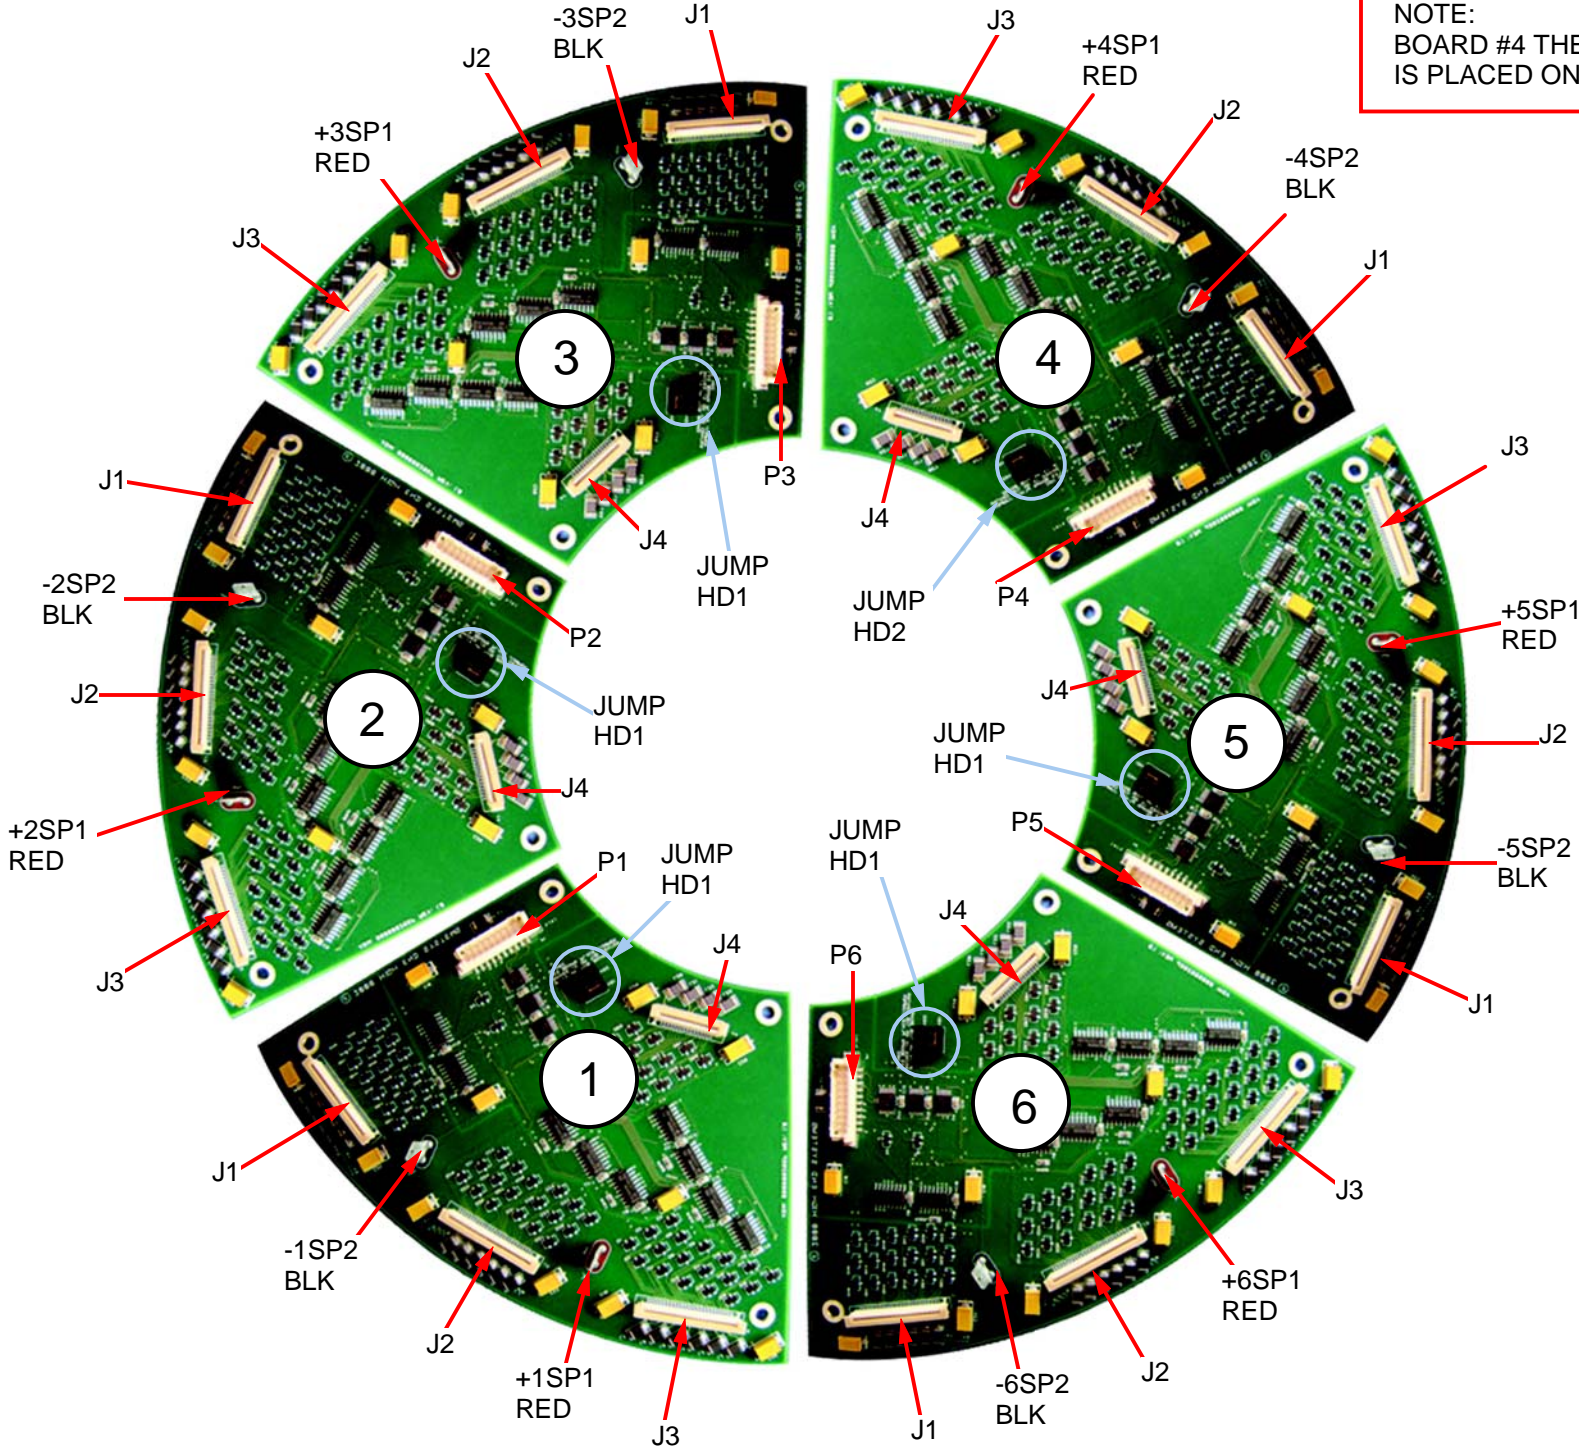 NOTE:
BOARD #4 THE
IS PLACED ON
-3SP2
BLK
J1
J2
+3SP1
RED
J3
3
P3
J4
JUMP
HD1
J3
+4SP1
RED
J2
-4SP2
BLK
J1
4
J4
JUMP
HD2
P4
J1
-2SP2
BLK
P2
J2
2
JUMP
HD1
J4
+2SP1
RED
J3
J3
+5SP1
RED
J4
5
J2
JUMP
HD1
P5
-5SP2
BLK
J1
P1
JUMP
HD1
J4
1
J1
-1SP2
BLK
J2
+1SP1
RED
J3
JUMP
HD1
J4
P6
6
J3
+6SP1
RED
J2
-6SP2
BLK
J1